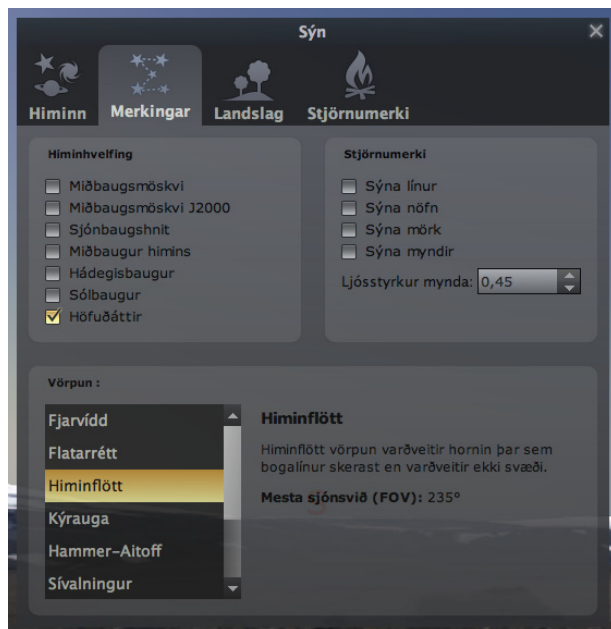 Sýn
Himinn Merkingar Landslag Stjörnumerki
Himinhvelfing
Miðbaugsmöskvi
Miðbaugsmöskvi J2000
Sjónbaugshnit
Miðbaugur himins
Hádegisbaugur
Sólbaugur
Höfuðáttir
Stjörnumerki
Sýna línur
Sýna nöfn
Sýna mörk
Sýna myndir
Ljósstyrkur mynda: 0,45
Vörpun :
Fjarvídd
Flatarrétt
Himinflött
Kýrauga
Hammer-Aitoff
Sívalningur
Himinflött
Himinflött vörpun varðveitir hornin þar sem
bogalínur skerast en varðveitir ekki svæði.
Mesta sjónsvið (FOV): 235°
S